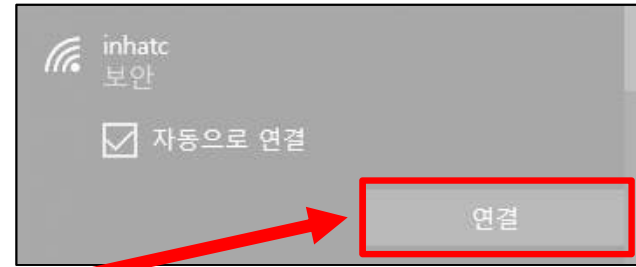 inhatc
보안
자동으로 연결
연결